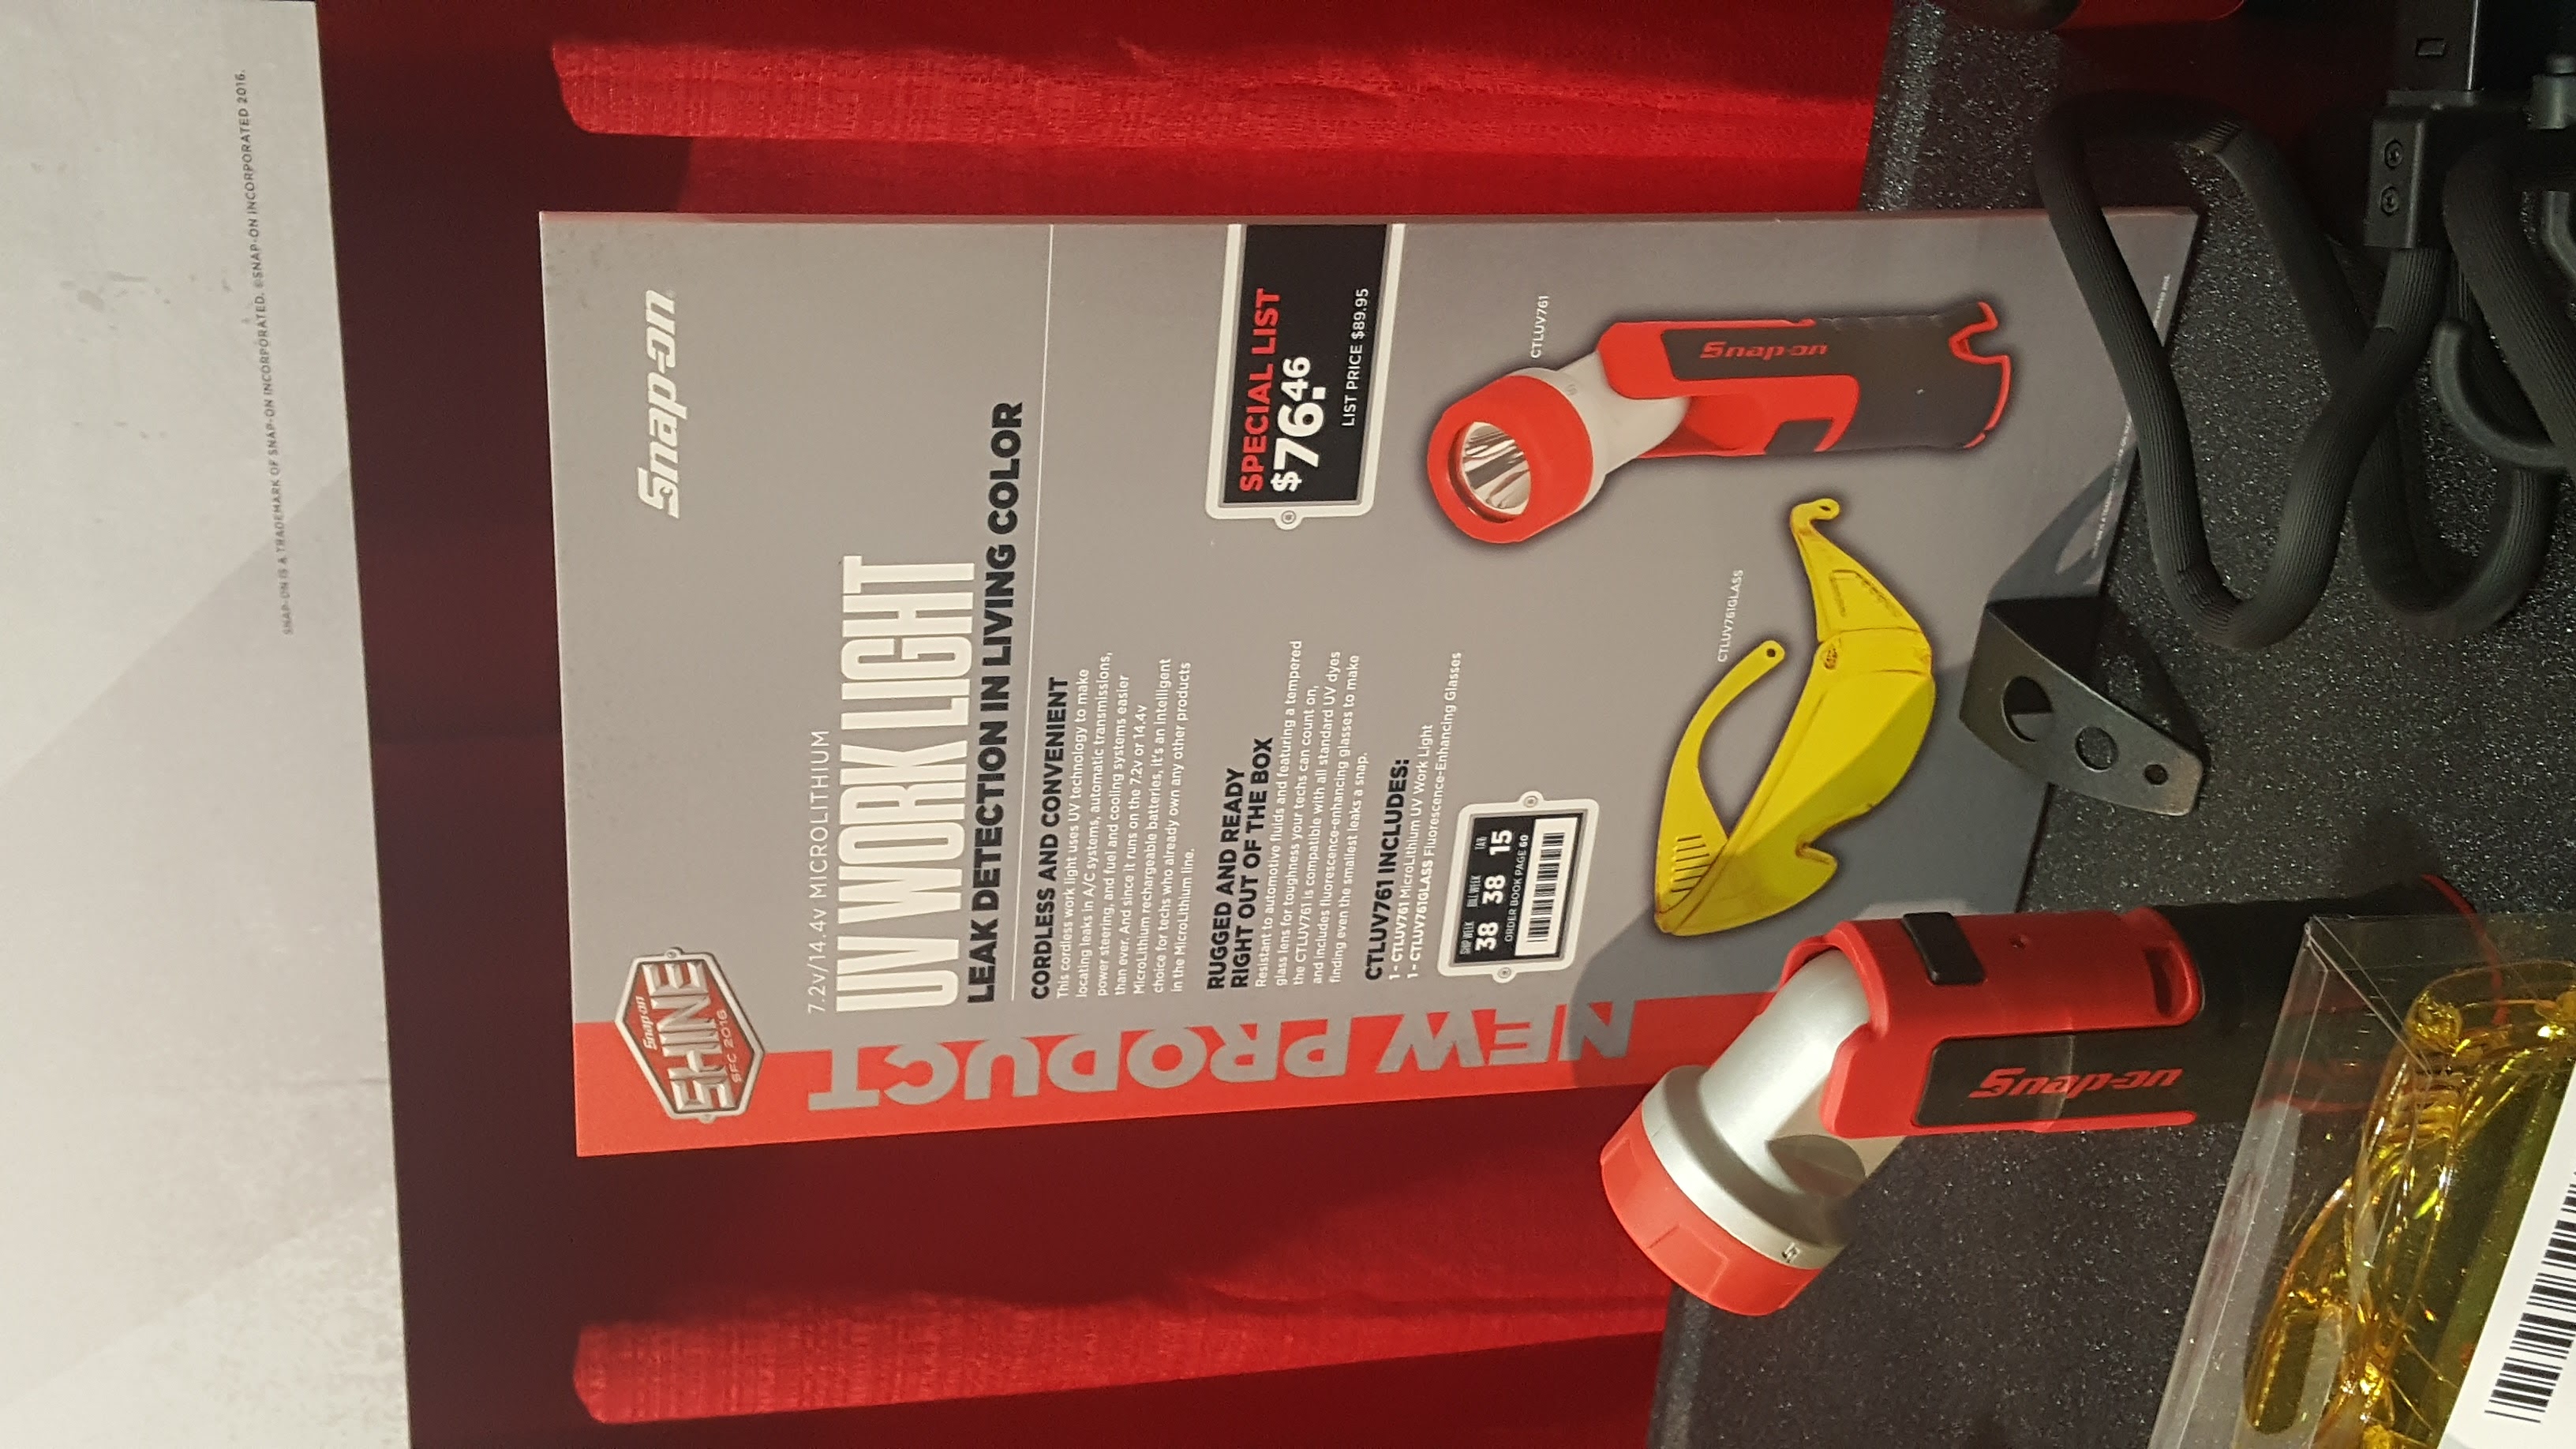 SNAP-ON IS A TRADEMARK OF SNAP-ON INCORPORATED. ©SNAP-ON INCORPORATED 2016.
Snap-on
SHINE
SFC 2016
Snap-on
NEW PRODUCT
7.2v/14.4v MICROLITHIUM
UV WORK LIGHT
LEAK DETECTION IN LIVING COLOR
CORDLESS AND CONVENIENT
This cordless work light uses UV technology to make
locating leaks in A/C systems, automatic transmissions,
power steering, and fuel and cooling systems easier
than ever. And since it runs on the 7.2v or 14.4v
MicroLithium rechargeable batteries, it's an intelligent
choice for techs who already own any other products
in the MicroLithium line.
RUGGED AND READY
RIGHT OUT OF THE BOX
Resistant to automotive fluids and featuring a tempered
glass lens for toughness your techs can count on,
the CTLUV761 is compatible with all standard UV dyes
and includes fluorescence-enhancing glasses to make
finding even the smallest leaks a snap.
CTLUV761 INCLUDES:
1 - CTLUV761 MicroLithium UV Work Light
1 - CTLUV761GLASS Fluorescence-Enhancing Glasses
SHIP WEEK BILL WEEK
38 38 15
ORDER BOOK PAGE 60
SPECIAL LIST
$76.46
LIST PRICE $89.95
CTLUV761
CTLUV761GLASS
Snap-on
Snap-on